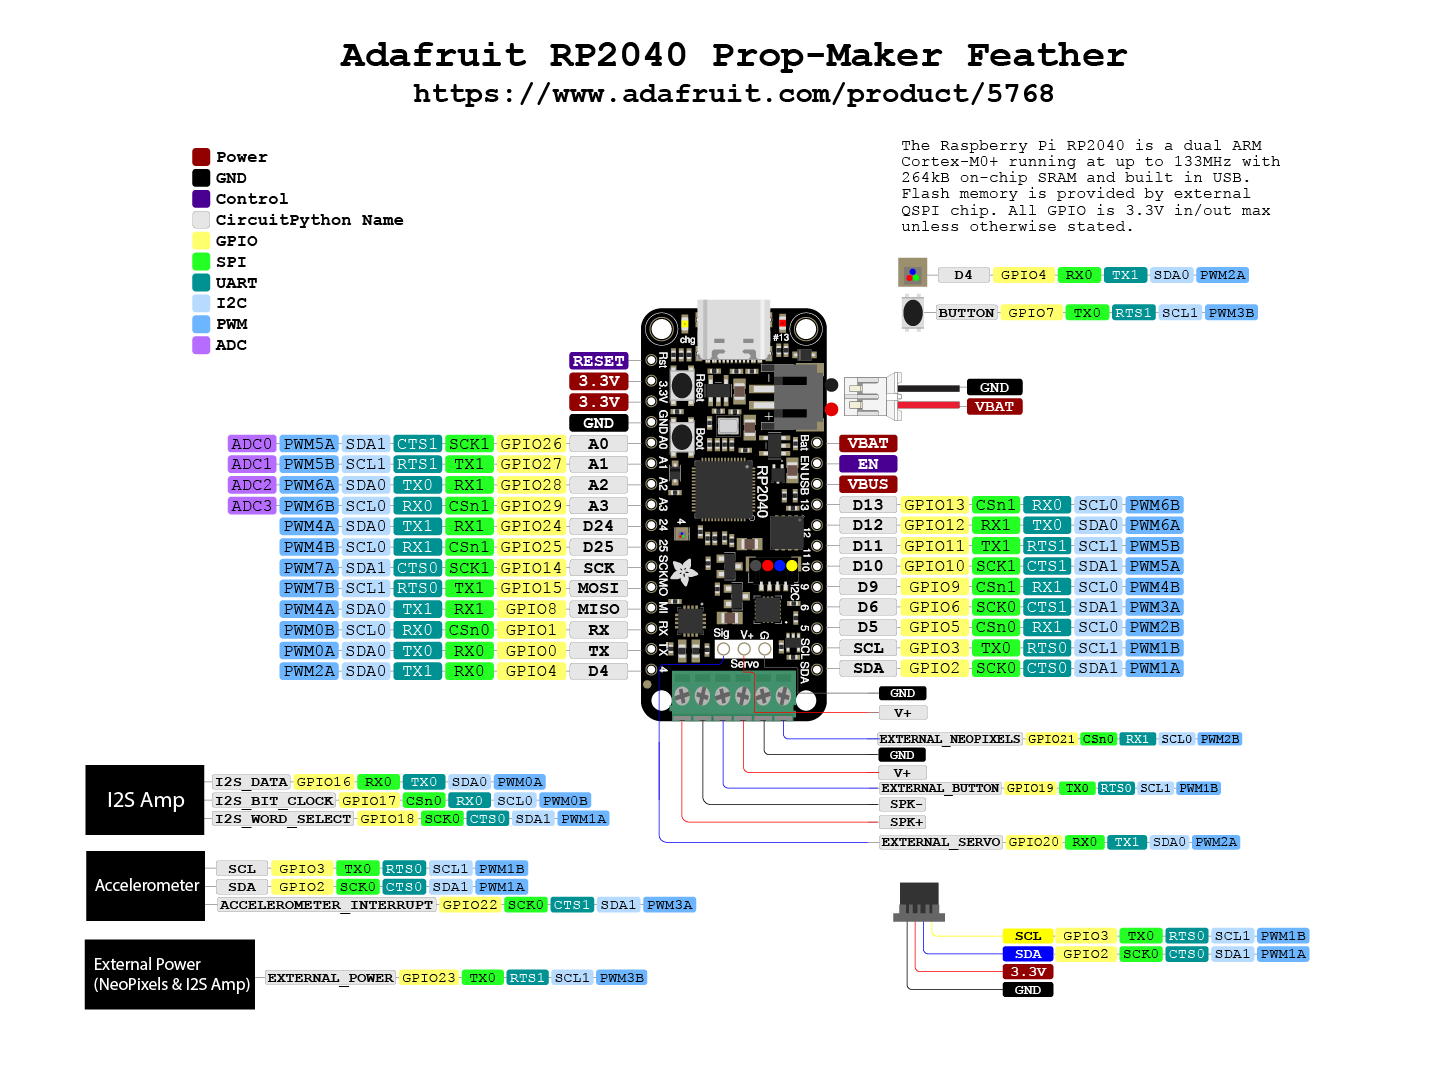 Adafruit RP2040 Prop-Maker Feather
https://www.adafruit.com/product/5768
Power
GND
Control
CircuitPython Name
GPIO
SPI
UART
I2C
PWM
ADC
The Raspberry Pi RP2040 is a dual ARM
Cortex-M0+ running at up to 133MHz with
264kB on-chip SRAM and built in USB.
Flash memory is provided by external
QSPI chip. All GPIO is 3.3V in/out max
unless otherwise stated.
D4 GPIO4 RX0 TX1 SDA0 PWM2A
BUTTON GPIO7 TX0 RTS1 SCL1 PWM3B
GND
VBAT
RESET
3.3V
3.3V
GND
ADC0 PWM5A SDA1 CTS1 SCK1 GPIO26 A0
ADC1 PWM5B SCL1 RTS1 TX1 GPIO27 A1
ADC2 PWM6A SDA0 TX0 RX1 GPIO28 A2
ADC3 PWM6B SCL0 RX0 CSn1 GPIO29 A3
PWM4A SDA0 TX1 RX1 GPIO24 D24
PWM4B SCL0 RX1 CSn1 GPIO25 D25
PWM7A SDA1 CTS0 SCK1 GPIO14 SCK
PWM7B SCL1 RTS0 TX1 GPIO15 MOSI
PWM4A SDA0 TX1 RX1 GPIO8 MISO
PWM0B SCL0 RX0 CSn0 GPIO1 RX
PWM0A SDA0 TX0 RX0 GPIO0 TX
PWM2A SDA0 TX1 RX0 GPIO4 D4
chg
#13
Rst
3.3V
GND
A0
A1
A2
A3
24
25
SCK
MO
MI
RX
TX
4
Reset
Boot
RP2040
4
I2C
Sig V+ G
Servo
Bat
EN
USB
13
12
11
10
9
6
5
SCL
SDA
VBAT
EN
VBUS
D13 GPIO13 CSn1 RX0 SCL0 PWM6B
D12 GPIO12 RX1 TX0 SDA0 PWM6A
D11 GPIO11 TX1 RTS1 SCL1 PWM5B
D10 GPIO10 SCK1 CTS1 SDA1 PWM5A
D9 GPIO9 CSn1 RX1 SCL0 PWM4B
D6 GPIO6 SCK0 CTS1 SDA1 PWM3A
D5 GPIO5 CSn0 RX1 SCL0 PWM2B
SCL GPIO3 TX0 RTS0 SCL1 PWM1B
SDA GPIO2 SCK0 CTS0 SDA1 PWM1A
GND
V+
EXTERNAL_NEOPIXELS GPIO21 CSn0 RX1 SCL0 PWM2B
GND
V+
EXTERNAL_BUTTON GPIO19 TX0 RTS0 SCL1 PWM1B
SPK-
SPK+
EXTERNAL_SERVO GPIO20 RX0 TX1 SDA0 PWM2A
I2S Amp
I2S_DATA GPIO16 RX0 TX0 SDA0 PWM0A
I2S_BIT_CLOCK GPIO17 CSn0 RX0 SCL0 PWM0B
I2S_WORD_SELECT GPIO18 SCK0 CTS0 SDA1 PWM1A
Accelerometer
SCL GPIO3 TX0 RTS0 SCL1 PWM1B
SDA GPIO2 SCK0 CTS0 SDA1 PWM1A
ACCELEROMETER_INTERRUPT GPIO22 SCK0 CTS1 SDA1 PWM3A
External Power
(NeoPixels & I2S Amp)
EXTERNAL_POWER GPIO23 TX0 RTS1 SCL1 PWM3B
SCL GPIO3 TX0 RTS0 SCL1 PWM1B
SDA GPIO2 SCK0 CTS0 SDA1 PWM1A
3.3V
GND